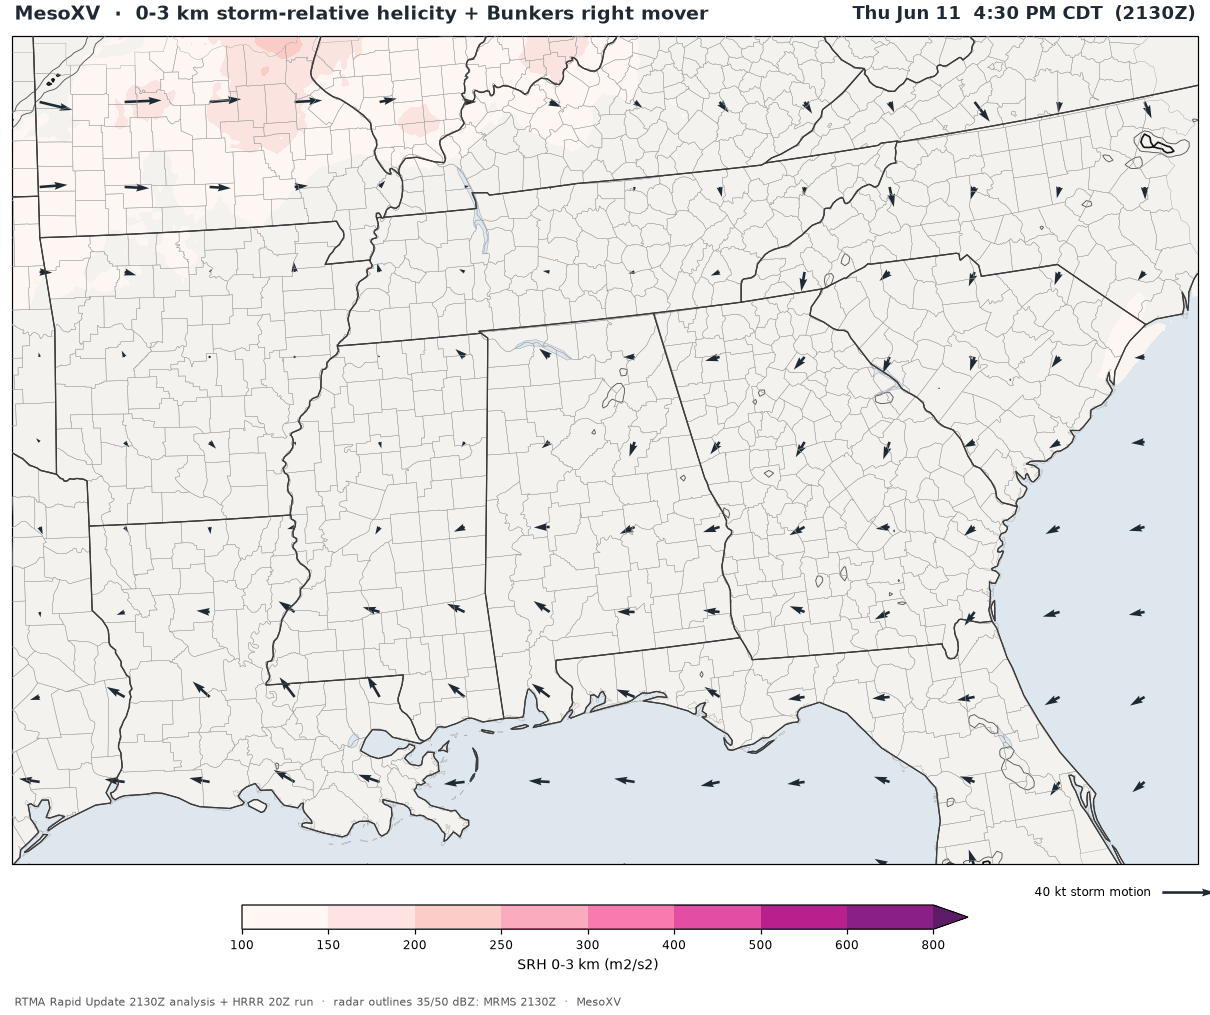 MesoXV · 0-3 km storm-relative helicity + Bunkers right mover
Thu Jun 11 4:30 PM CDT (2130Z)
40 kt storm motion
100 150 200 250 300 400 500 600 800
SRH 0-3 km (m2/s2)
RTMA Rapid Update 2130Z analysis + HRRR 20Z run · radar outlines 35/50 dBZ: MRMS 2130Z · MesoXV